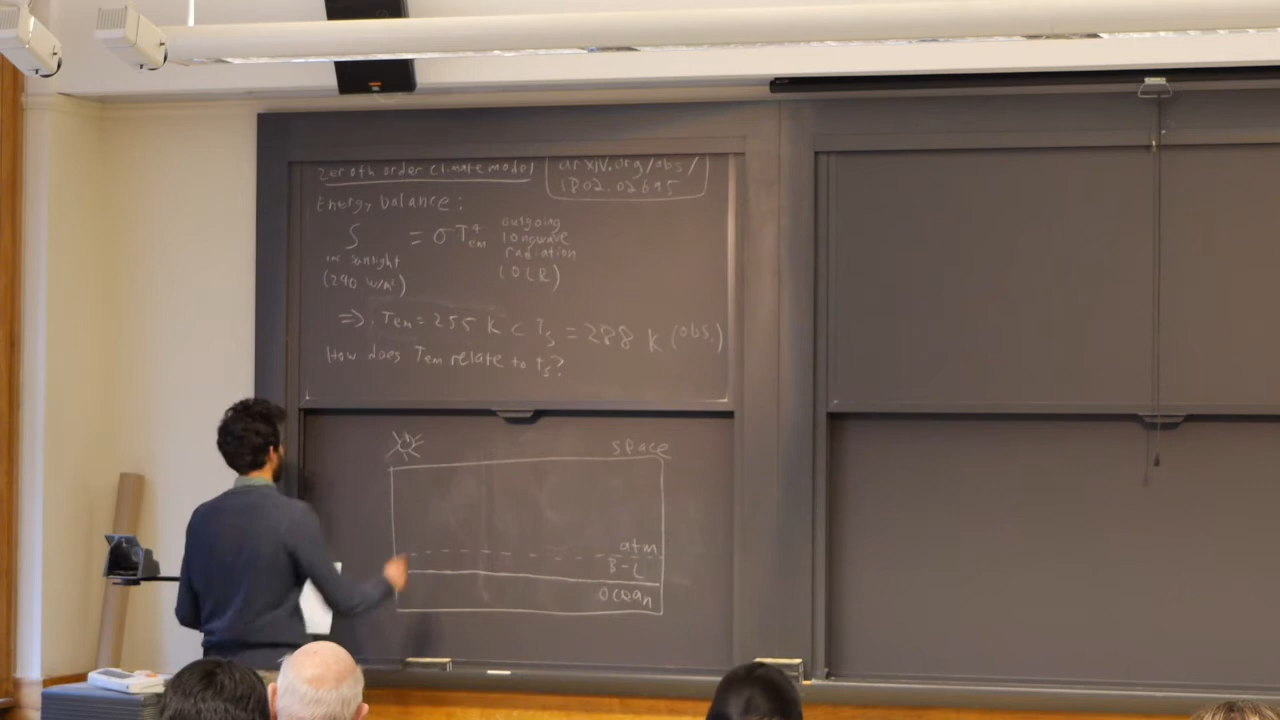 Zeroth order climate model
arxiv.org/abs/
1802.02695
Energy balance:
S = σT⁴em
outgoing
longwave
radiation
(OLR)
sunlight
(240 W/m²)
⇒ Tem = 255 K < Ts = 288 K (obs.)
How does Tem relate to Ts?
space
atm
B-L
Ocean